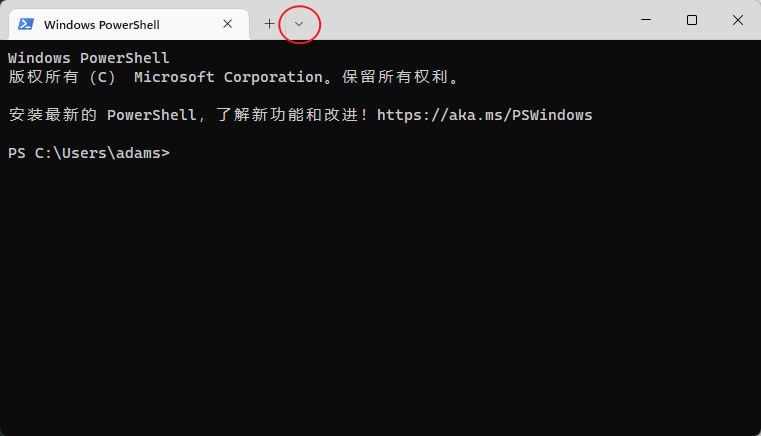 Windows PowerShell
Windows PowerShell
版权所有 (C) Microsoft Corporation。保留所有权利。
安装最新的 PowerShell，了解新功能和改进！https://aka.ms/PSWindows
PS C:\Users\adams>